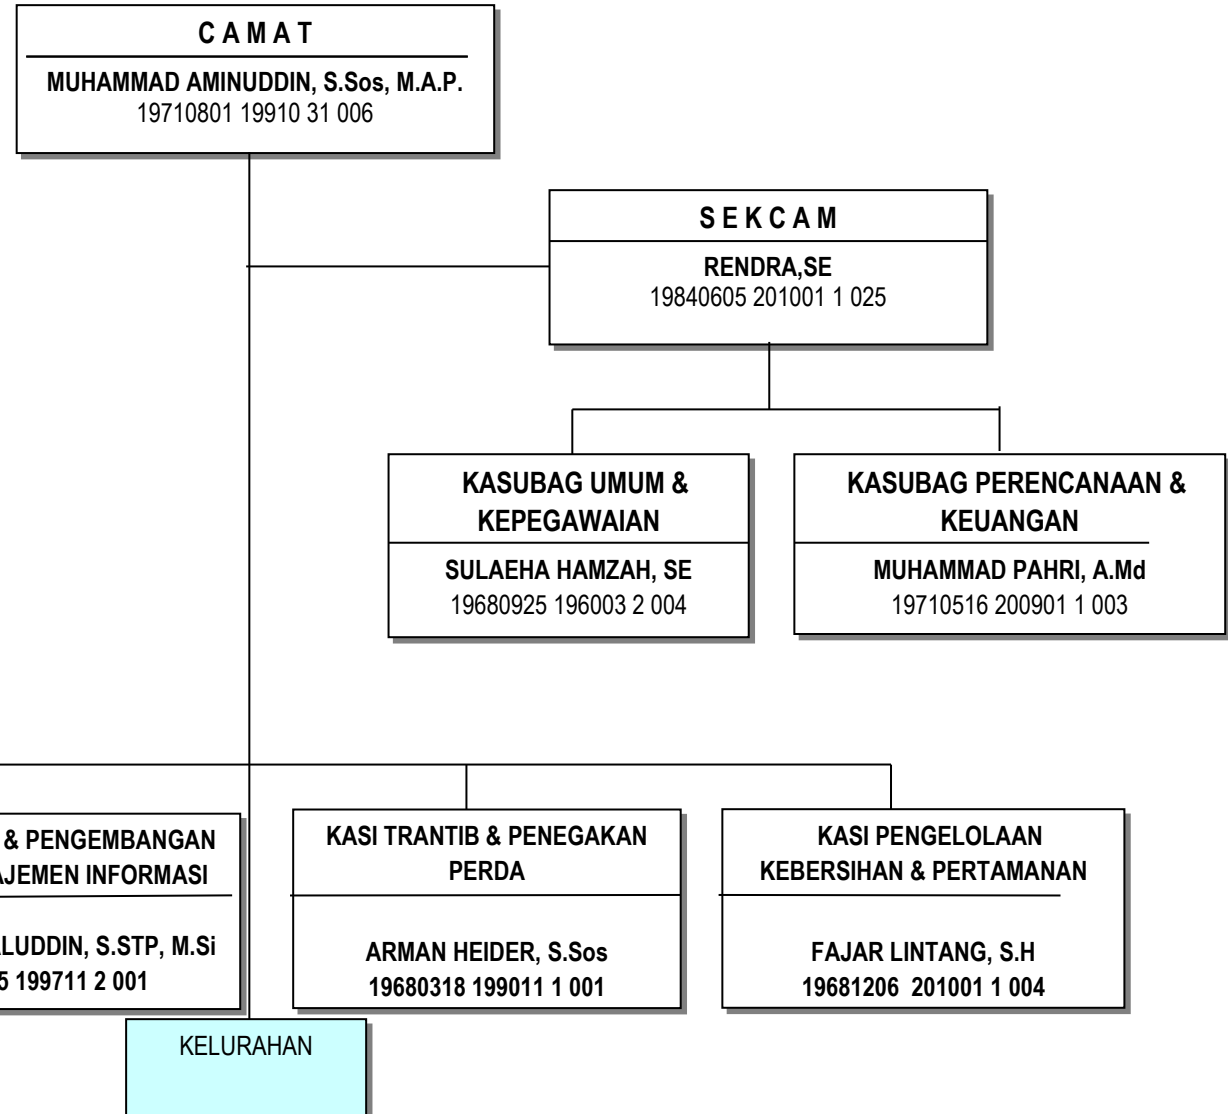 C A M A T
MUHAMMAD AMINUDDIN, S.Sos, M.A.P.
19710801 19910 31 006
S E K C A M
RENDRA,SE
19840605 201001 1 025
KASUBAG UMUM &
KEPEGAWAIAN
SULAEHA HAMZAH, SE
19680925 196003 2 004
KASUBAG PERENCANAAN &
KEUANGAN
MUHAMMAD PAHRI, A.Md
19710516 200901 1 003
& PENGEMBANGAN
INFORMASI
S.STP, M.Si
199711 2 001
KASI TRANTIB & PENEGAKAN
PERDA
ARMAN HEIDER, S.Sos
19680318 199011 1 001
KASI PENGELOLAAN
KEBERSIHAN & PERTAMANAN
FAJAR LINTANG, S.H
19681206 201001 1 004
KELURAHAN